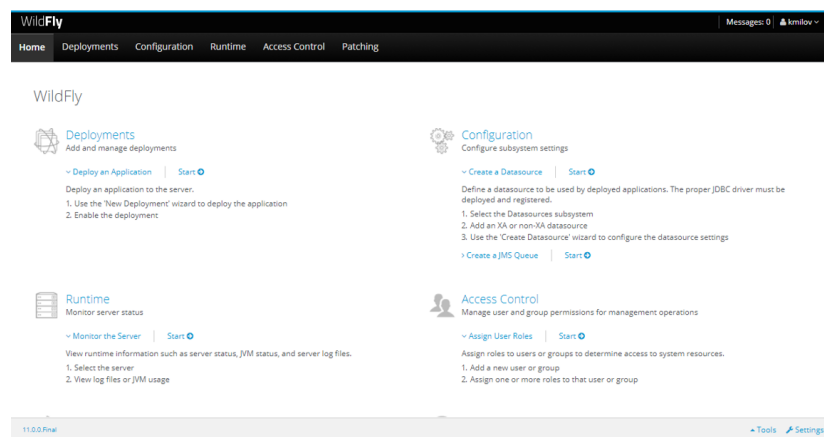 WildFly
Messages: 0
kmilov
Home Deployments Configuration Runtime Access Control Patching
WildFly
Deployments
Add and manage deployments
Deploy an Application Start
Deploy an application to the server.
1. Use the 'New Deployment' wizard to deploy the application
2. Enable the deployment
Configuration
Configure subsystem settings
Create a Datasource Start
Define a datasource to be used by deployed applications. The proper JDBC driver must be
deployed and registered.
1. Select the Datasources subsystem
2. Add an XA or non-XA datasource
3. Use the 'Create Datasource' wizard to configure the datasource settings
Create a JMS Queue Start
Runtime
Monitor server status
Monitor the Server Start
View runtime information such as server status, JVM status, and server log files.
1. Select the server
2. View log files or JVM usage
Access Control
Manage user and group permissions for management operations
Assign User Roles Start
Assign roles to users or groups to determine access to system resources.
1. Add a new user or group
2. Assign one or more roles to that user or group
11.0.0.Final
Tools Settings